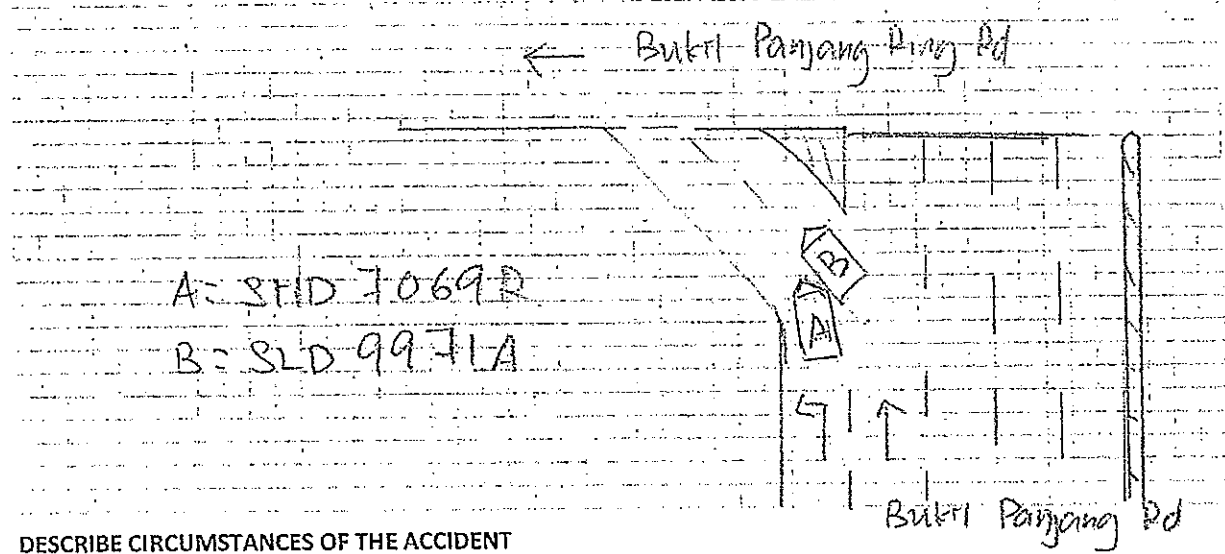 ← Bukit Panjang Ring Rd
B
A
A: SHD 7069R
B: SLD 9971A
Bukit Panjang Rd
DESCRIBE CIRCUMSTANCES OF THE ACCIDENT